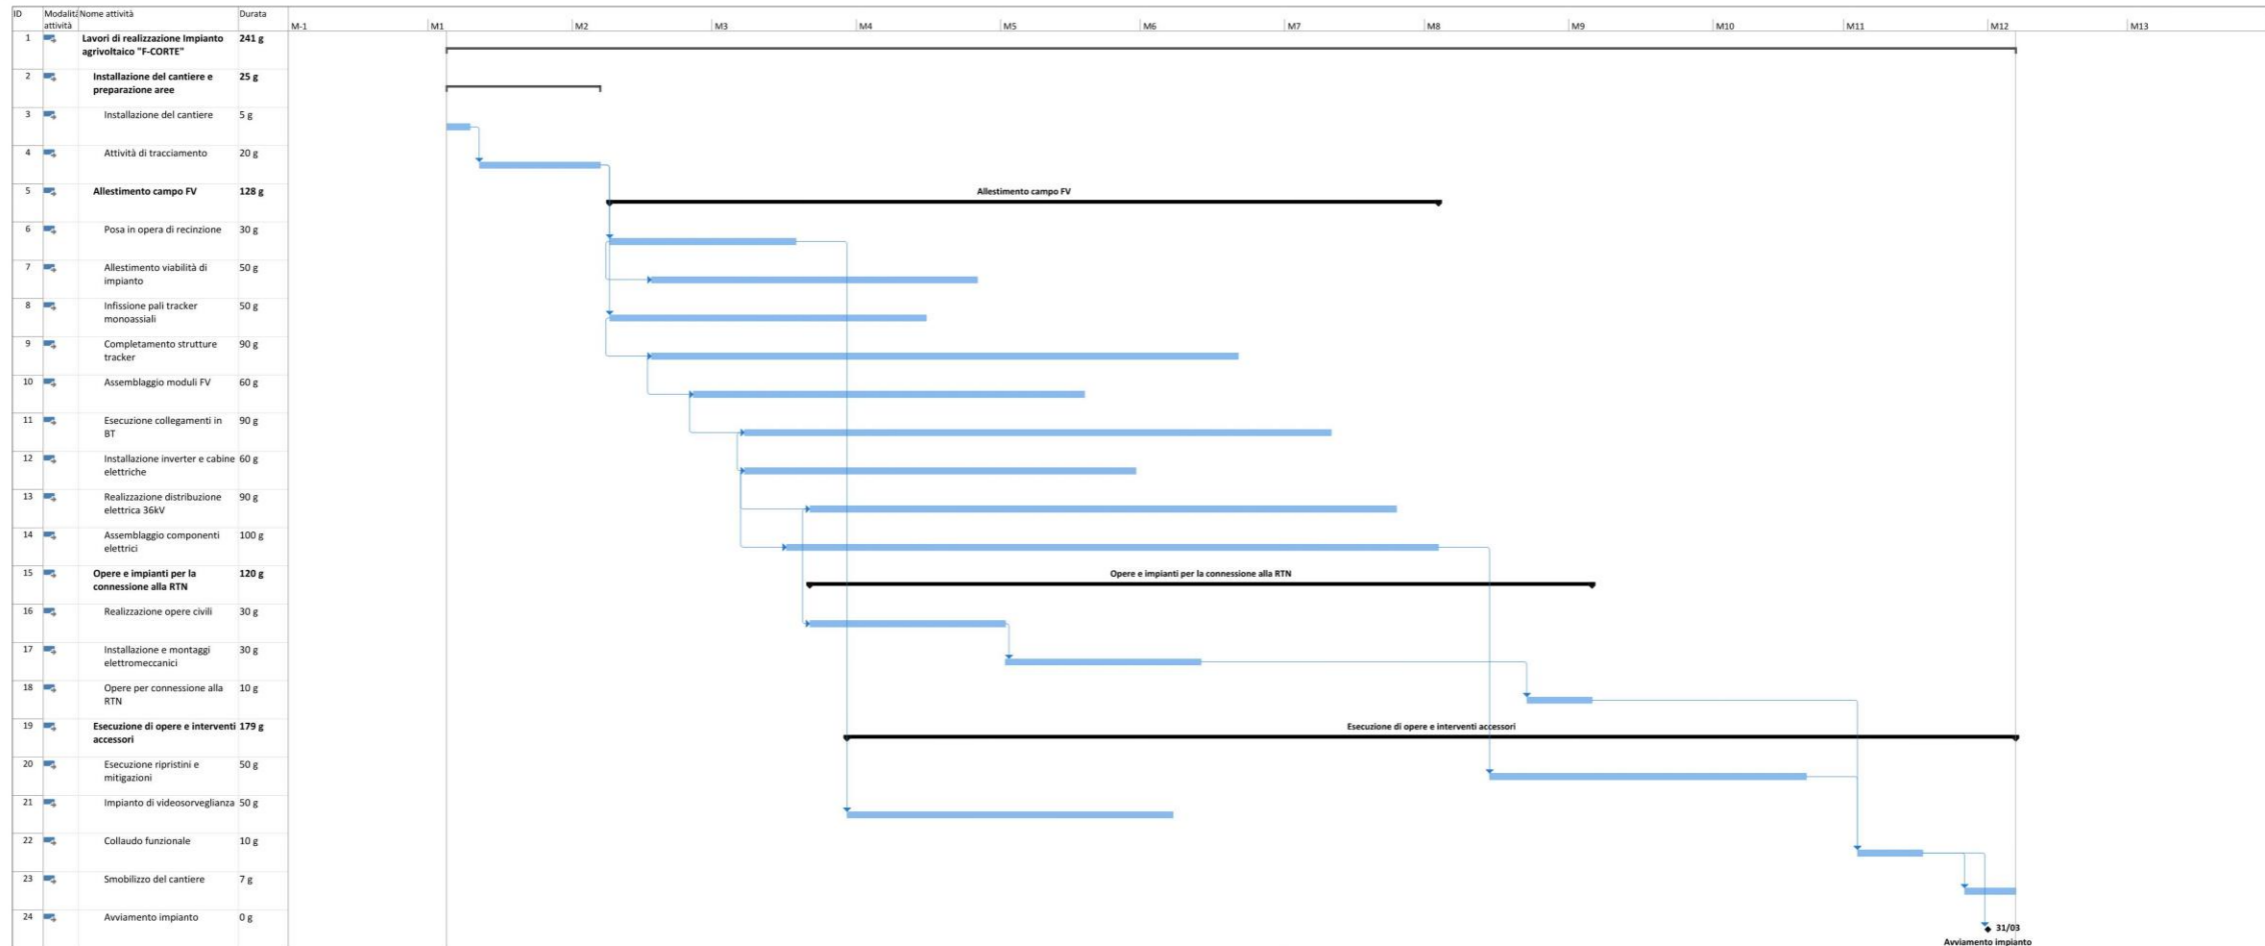 ID Modalità attività Nome attività Durata
M-1 M1 M2 M3 M4 M5 M6 M7 M8 M9 M10 M11 M12 M13
1 Lavori di realizzazione Impianto 241 g
agrivoltaico "F-CORTE"
2 Installazione del cantiere e 25 g
preparazione aree
3 Installazione del cantiere 5 g
4 Attività di tracciamento 20 g
5 Allestimento campo FV 128 g
Allestimento campo FV
6 Posa in opera di recinzione 30 g
7 Allestimento viabilità di 50 g
impianto
8 Infissione pali tracker 50 g
monoassiali
9 Completamento strutture 90 g
tracker
10 Assemblaggio moduli FV 60 g
11 Esecuzione collegamenti in 90 g
BT
12 Installazione inverter e cabine 60 g
elettriche
13 Realizzazione distribuzione 90 g
elettrica 36kV
14 Assemblaggio componenti 100 g
elettrici
15 Opere e impianti per la 120 g
connessione alla RTN
Opere e impianti per la connessione alla RTN
16 Realizzazione opere civili 30 g
17 Installazione e montaggi 30 g
elettromeccanici
18 Opere per connessione alla 10 g
RTN
19 Esecuzione di opere e interventi 179 g
accessori
Esecuzione di opere e interventi accessori
20 Esecuzione ripristini e 50 g
mitigazioni
21 Impianto di videosorveglianza 50 g
22 Collaudo funzionale 10 g
23 Smobilizzo del cantiere 7 g
24 Avviamento impianto 0 g
31/03
Avviamento impianto